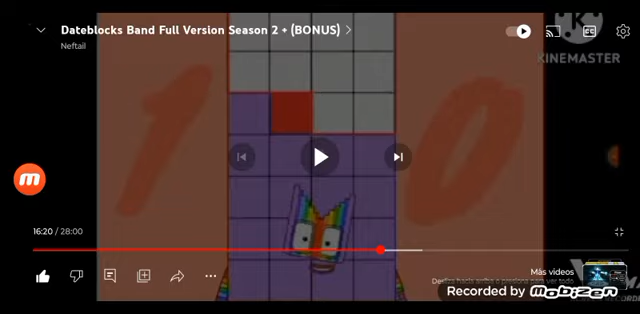 Dateblocks Band Full Version Season 2 + (BONUS)
Neftail
K
KINEMASTER
CC
1 0
m
16:20 / 28:00
Más videos
Recorded by mobizen